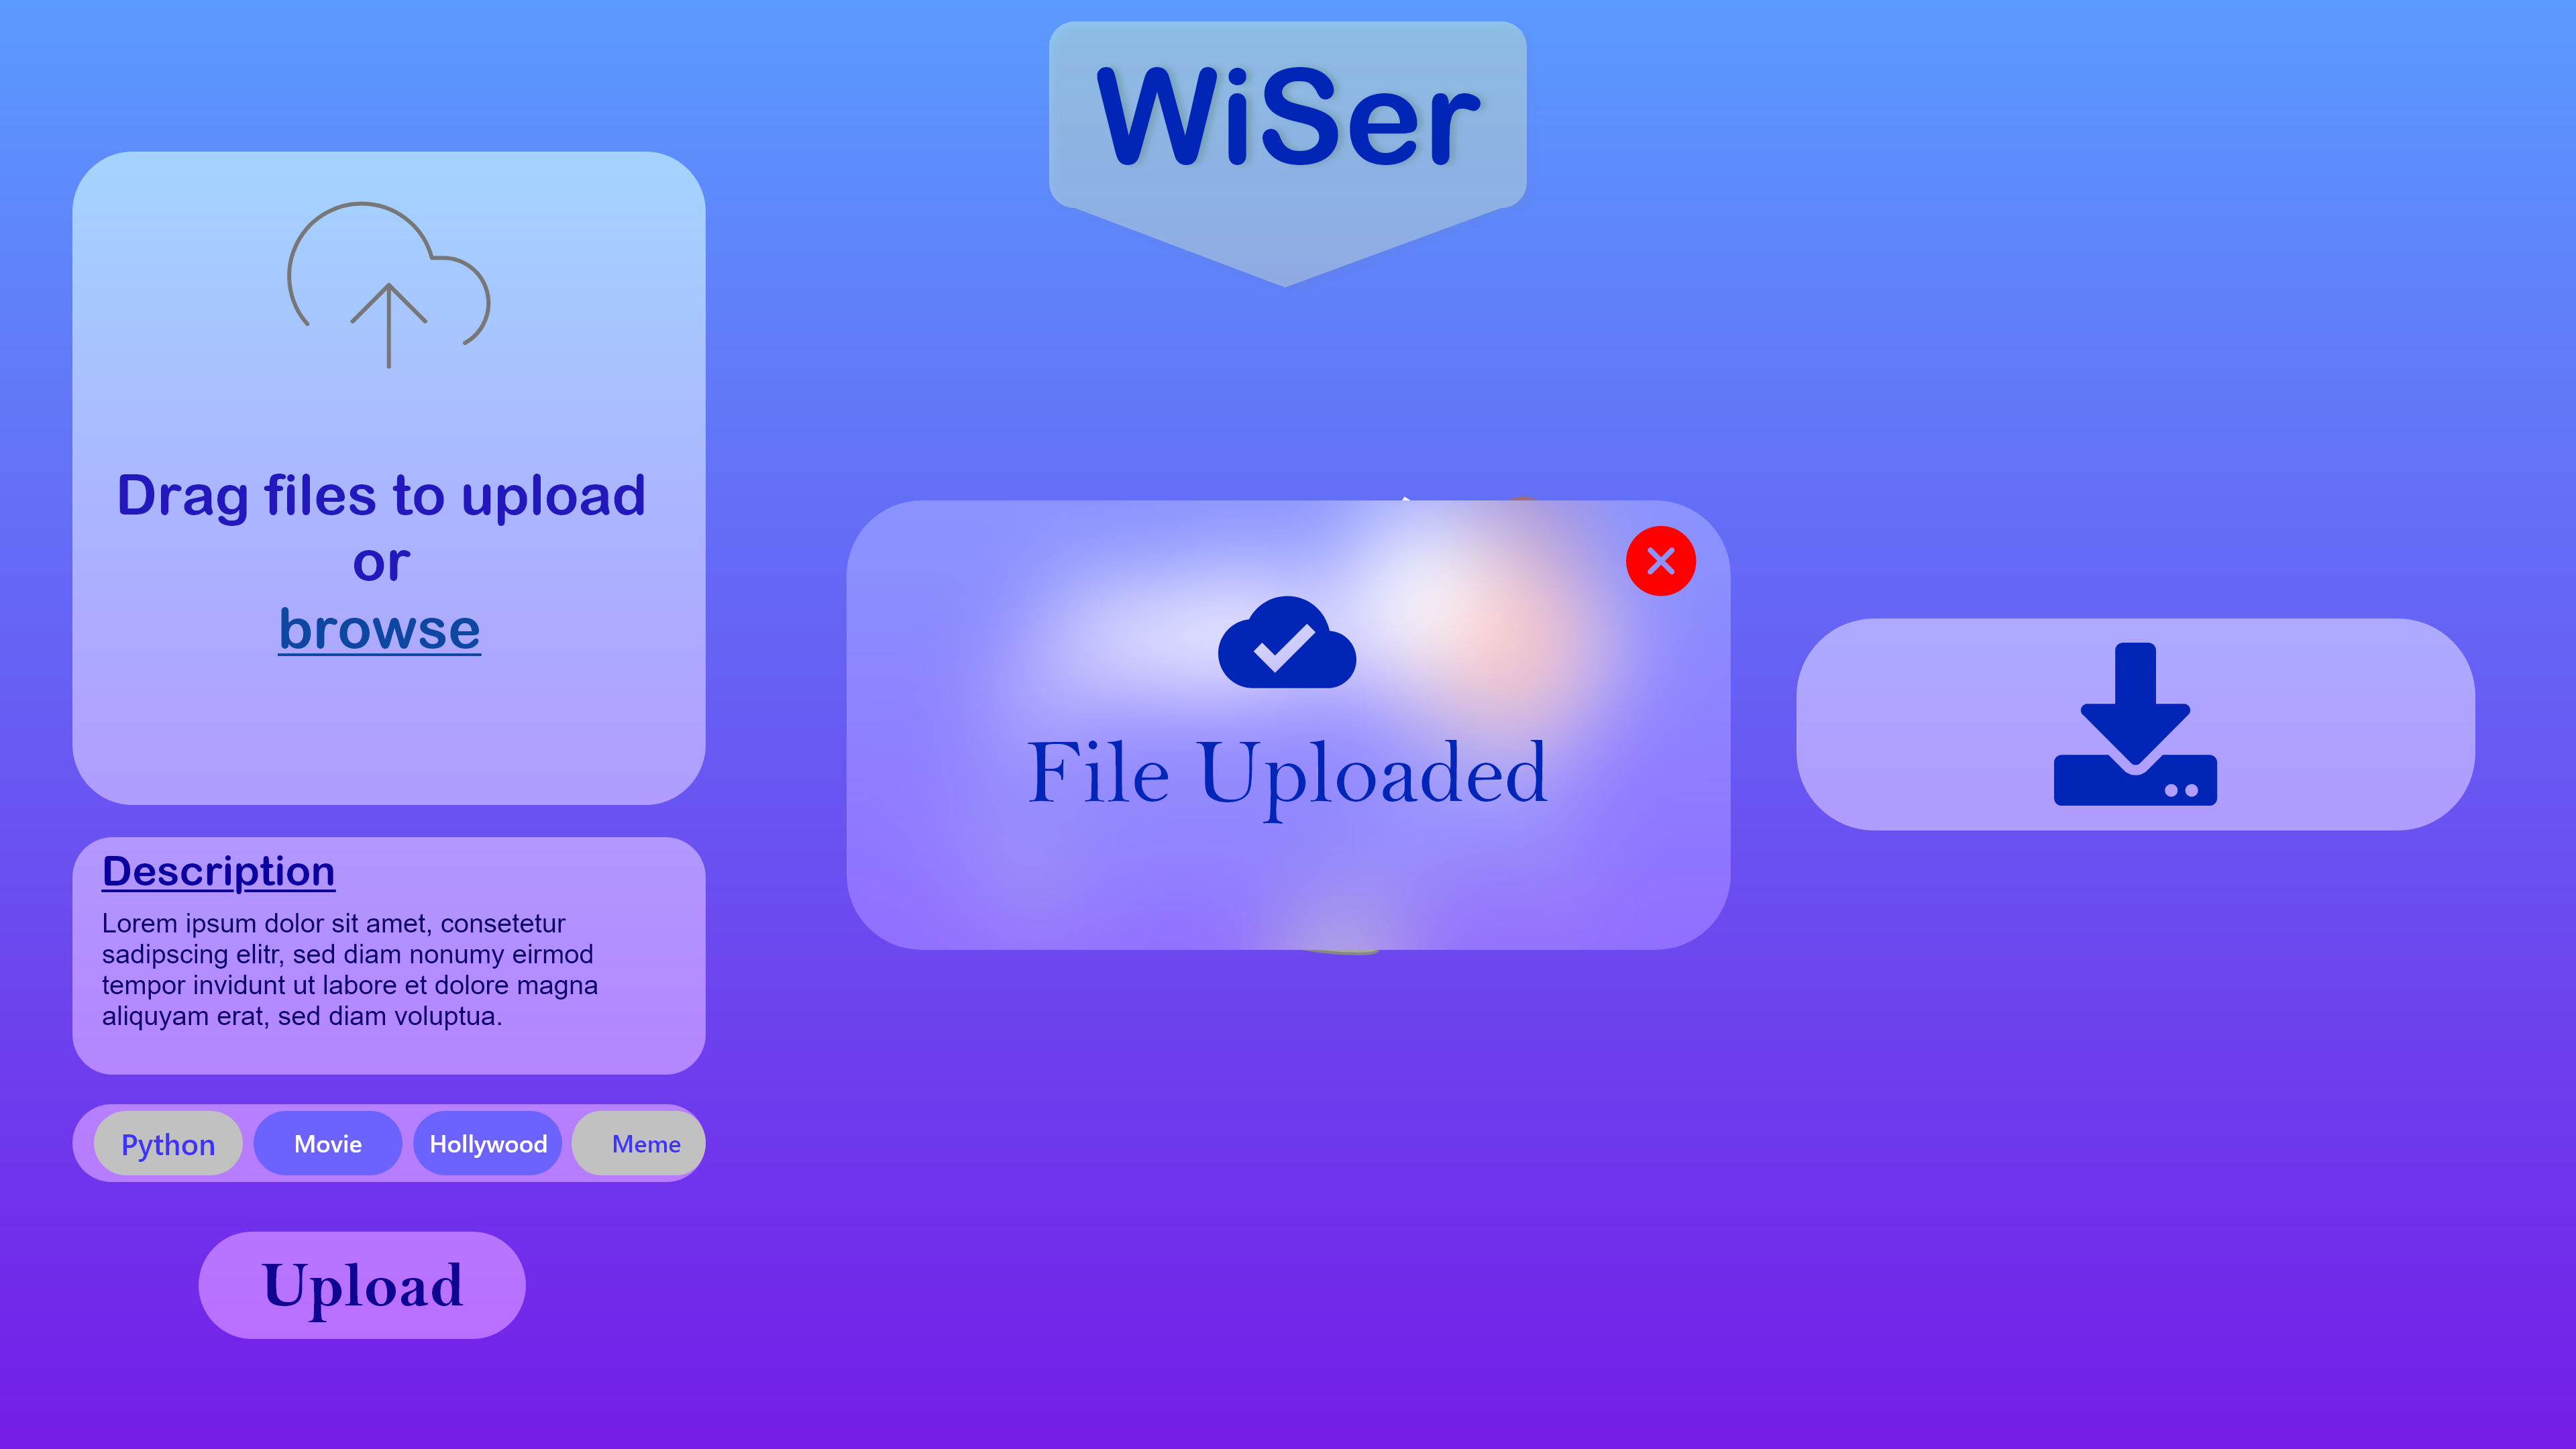 WiSer
Drag files to upload
or
browse
File Uploaded
Description
Lorem ipsum dolor sit amet, consetetur
sadipscing elitr, sed diam nonumy eirmod
tempor invidunt ut labore et dolore magna
aliquyam erat, sed diam voluptua.
Python Movie Hollywood Meme
Upload